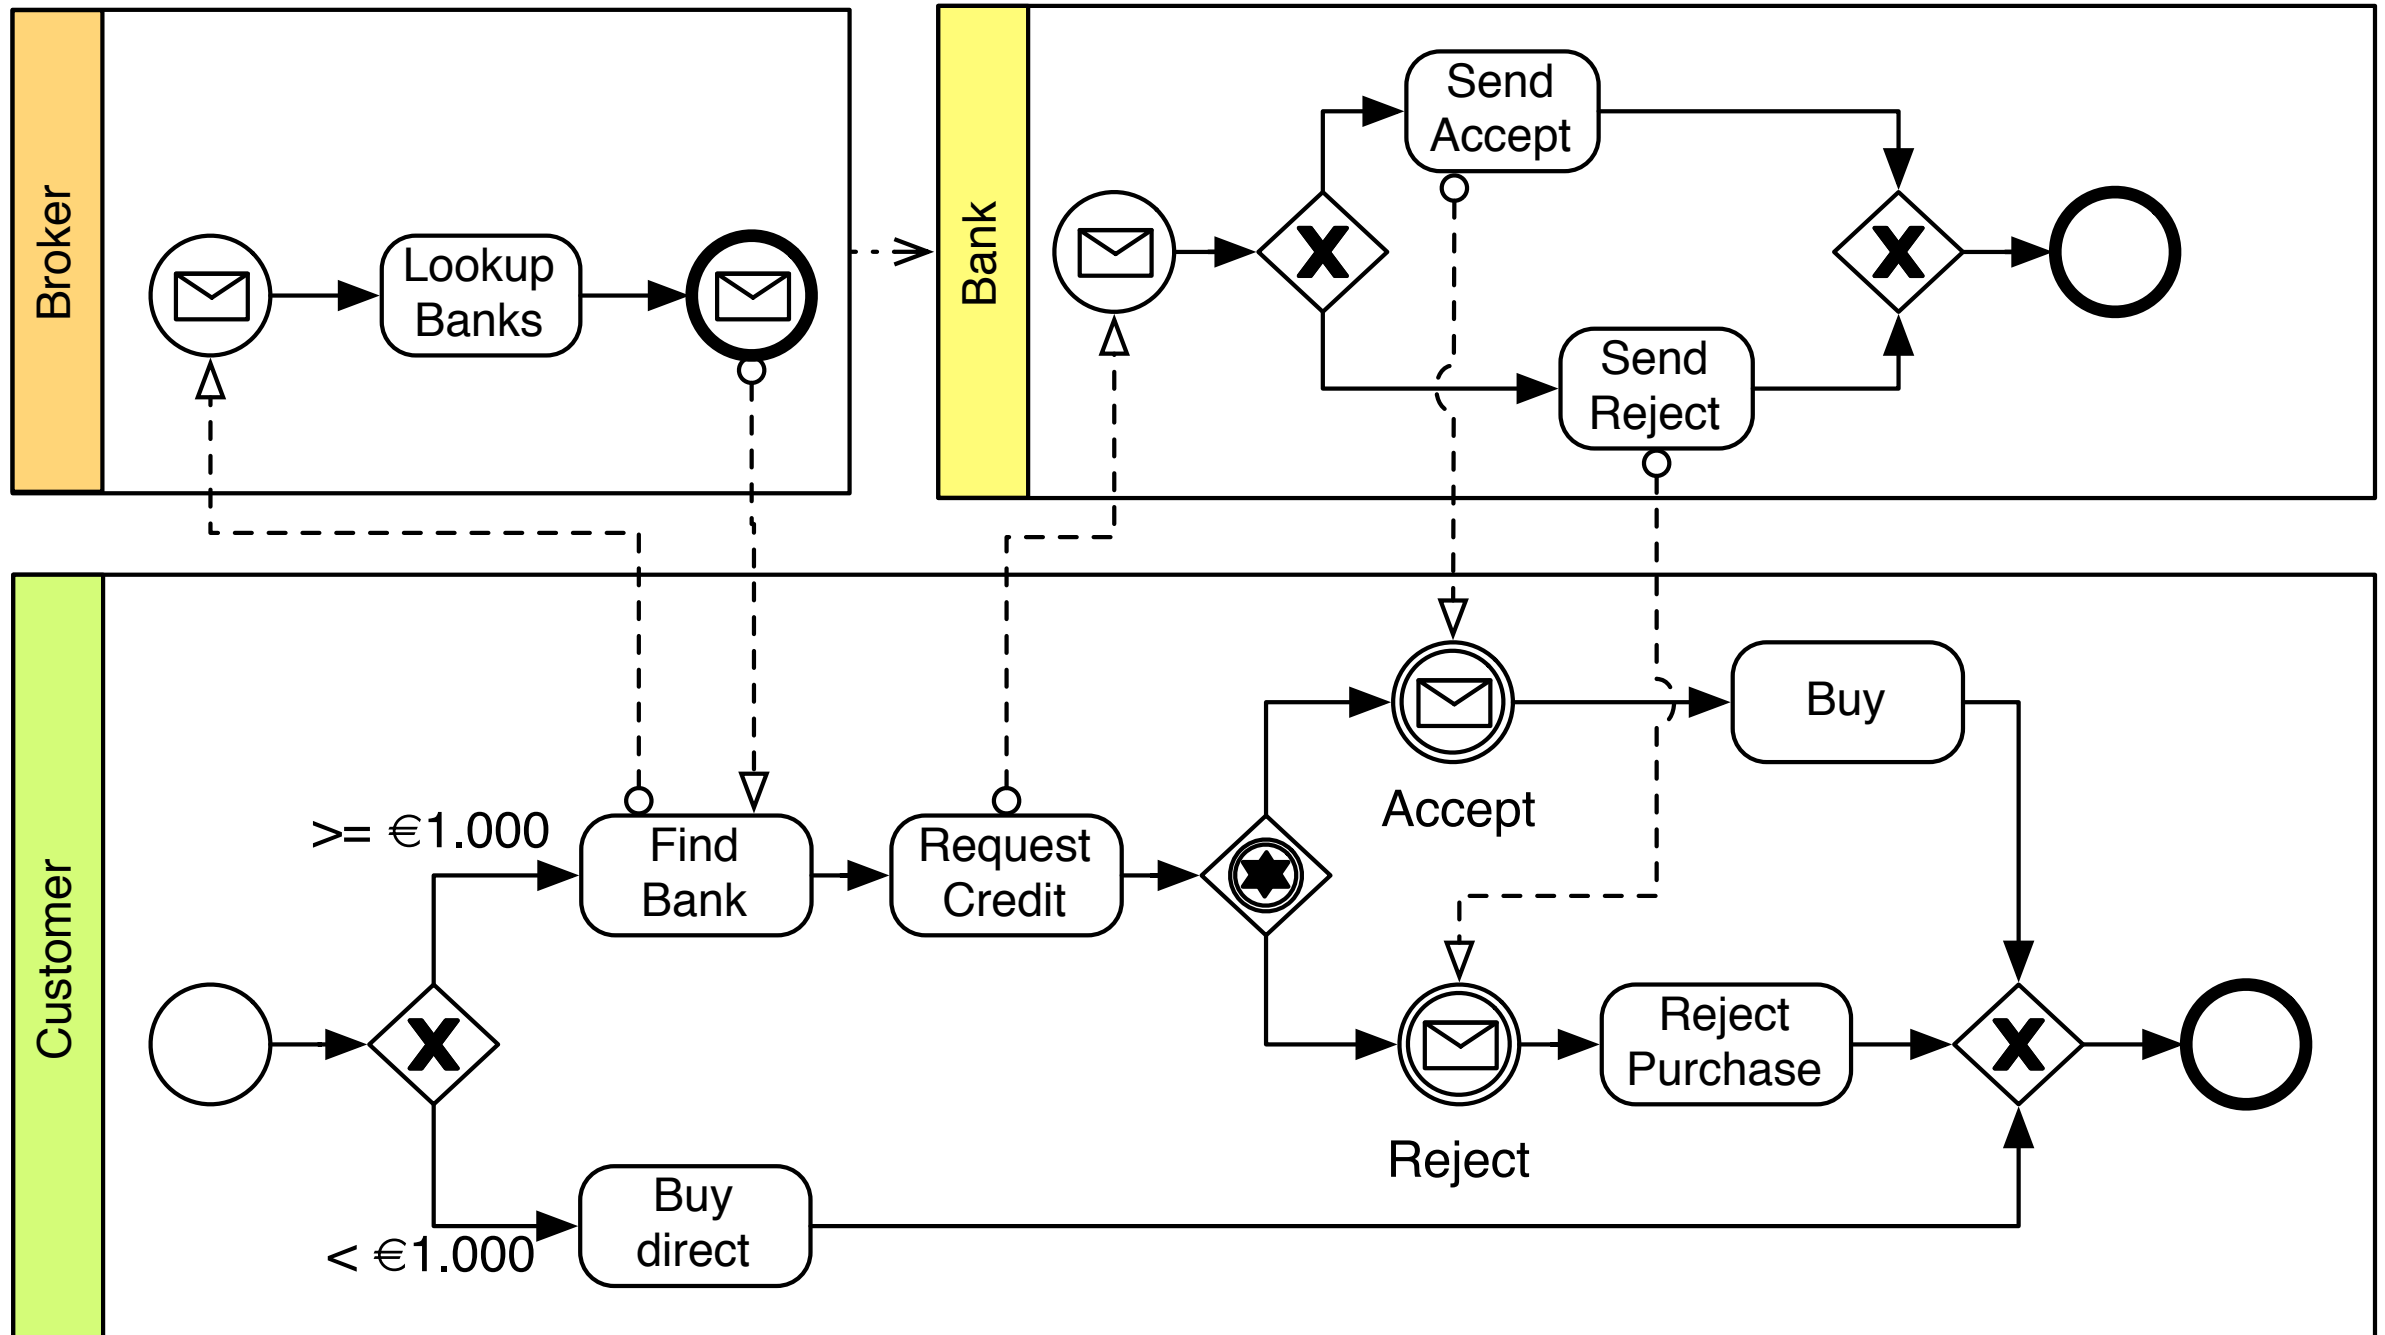 Broker
Lookup
Banks
Bank
Send
Accept
Send
Reject
Customer
>= €1.000
Find
Bank
Request
Credit
Accept
Buy
Reject
Reject
Purchase
< €1.000
Buy
direct